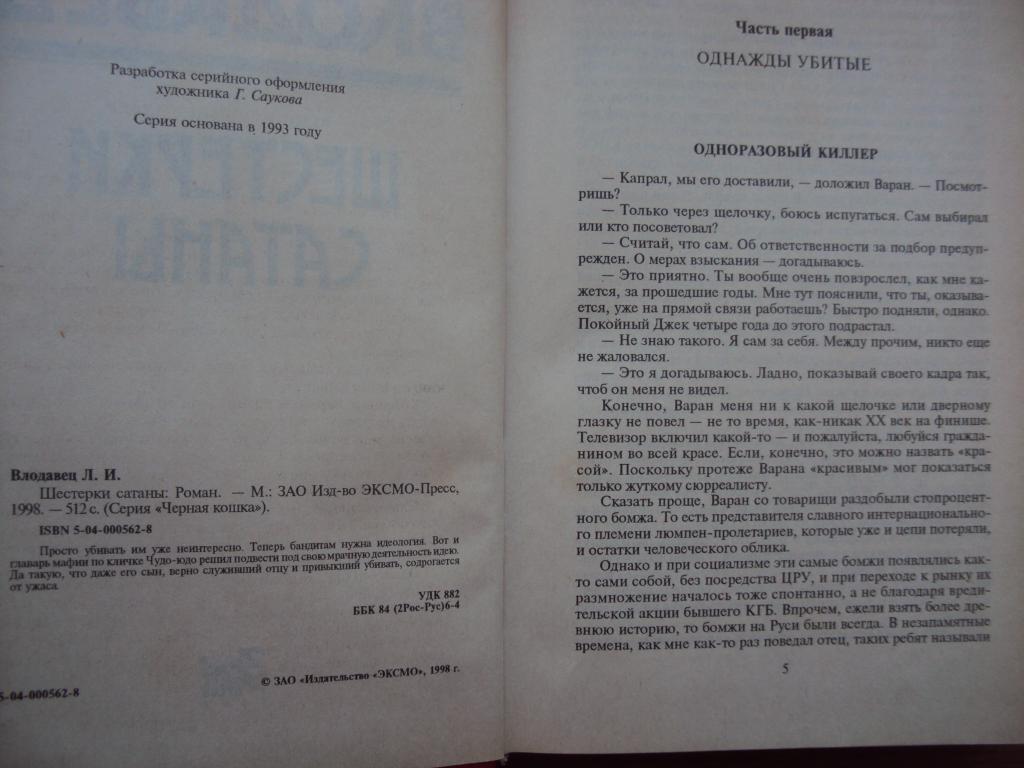 Разработка серийного оформления
художника Г. Саукова
Серия основана в 1993 году
ШЕСТЕРКИ
САТАНЫ
Влодавец Л. И.
Шестерки сатаны: Роман. — М.: ЗАО Изд-во ЭКСМО-Пресс,
1998. — 512 с. (Серия «Черная кошка»).
ISBN 5-04-000562-8
Просто убивать им уже неинтересно. Теперь бандитам нужна идеология. Вот и
главарь мафии по кличке Чудо-юдо решил подвести под свою мрачную деятельность идею.
Да такую, что даже его сын, верно служивший отцу и привыкший убивать, содрогается
от ужаса.
УДК 882
ББК 84 (2Рос-Рус)6-4
© ЗАО «Издательство «ЭКСМО», 1998 г.
5-04-000562-8
Часть первая
ОДНАЖДЫ УБИТЫЕ
ОДНОРАЗОВЫЙ КИЛЛЕР
— Капрал, мы его доставили, — доложил Варан. — Посмот-
ришь?
— Только через щелочку, боюсь испугаться. Сам выбирал
или кто посоветовал?
— Считай, что сам. Об ответственности за подбор предуп-
режден. О мерах взыскания — догадываюсь.
— Это приятно. Ты вообще очень повзрослел, как мне ка-
жется, за прошедшие годы. Мне тут пояснили, что ты, оказыва-
ется, уже на прямой связи работаешь? Быстро подняли, однако.
Покойный Джек четыре года до этого подрастал.
— Не знаю такого. Я сам за себя. Между прочим, никто еще
не жаловался.
— Это я догадываюсь. Ладно, показывай своего кадра так,
чтоб он меня не видел.
Конечно, Варан меня ни к какой щелочке или дверному
глазку не повел — не то время, как-никак XX век на финише.
Телевизор включил какой-то — и пожалуйста, любуйся гражда-
нином во всей красе. Если, конечно, это можно назвать «кра-
сой». Поскольку протеже Варана «красивым» мог показаться
только жуткому сюрреалисту.
Сказать проще, Варан со товарищи раздобыли стопроцент-
ного бомжа. То есть представителя славного интернационально-
го племени люмпен-пролетариев, которые уже и цепи потеряли,
и остатки человеческого облика.
Однако и при социализме эти самые бомжи появлялись как-
то сами собой, без посредства ЦРУ, и при переходе к рынку их
размножение началось тоже спонтанно, а не благодаря вреди-
тельской акции бывшего КГБ. Впрочем, ежели взять более дре-
внюю историю, то бомжи на Руси были всегда. В незапамятные
времена, как мне как-то раз поведал отец, таких ребят называли
5